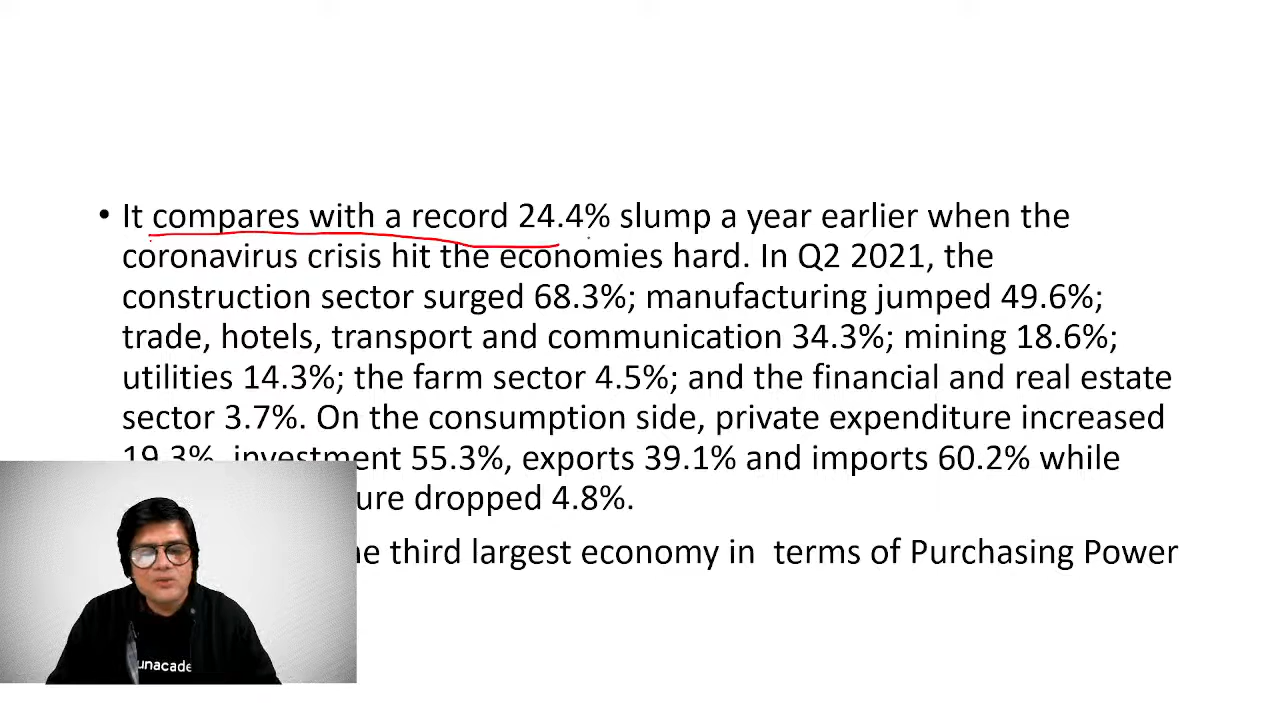 • It compares with a record 24.4% slump a year earlier when the
coronavirus crisis hit the economies hard. In Q2 2021, the
construction sector surged 68.3%; manufacturing jumped 49.6%;
trade, hotels, transport and communication 34.3%; mining 18.6%;
utilities 14.3%; the farm sector 4.5%; and the financial and real estate
sector 3.7%. On the consumption side, private expenditure increased
19.3%, investment 55.3%, exports 39.1% and imports 60.2% while
ure dropped 4.8%.
he third largest economy in terms of Purchasing Power
unacade